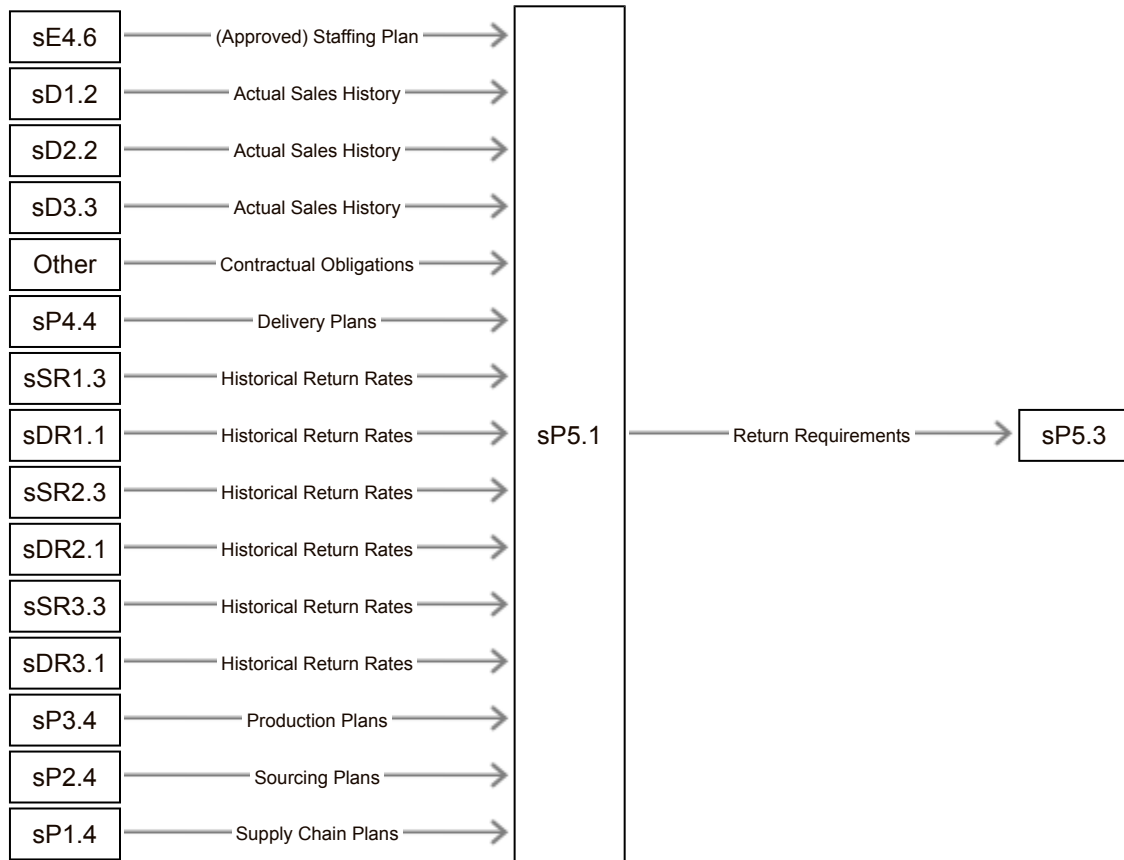 sE4.6 (Approved) Staffing Plan
sD1.2 Actual Sales History
sD2.2 Actual Sales History
sD3.3 Actual Sales History
Other Contractual Obligations
sP4.4 Delivery Plans
sSR1.3 Historical Return Rates
sDR1.1 Historical Return Rates sP5.1 Return Requirements sP5.3
sSR2.3 Historical Return Rates
sDR2.1 Historical Return Rates
sSR3.3 Historical Return Rates
sDR3.1 Historical Return Rates
sP3.4 Production Plans
sP2.4 Sourcing Plans
sP1.4 Supply Chain Plans